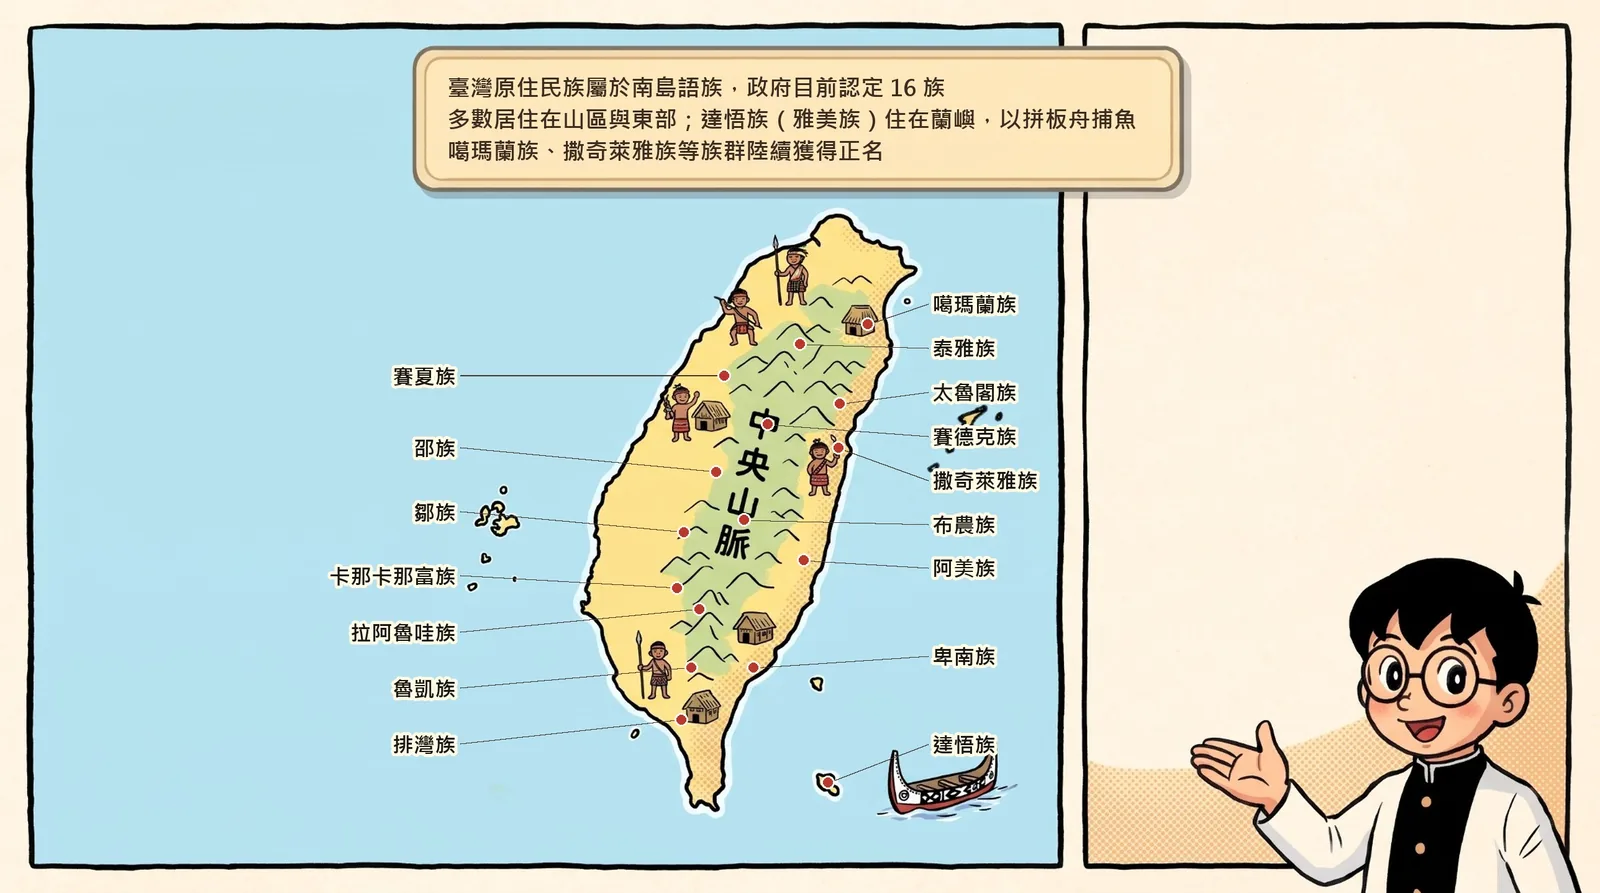 臺灣原住民族屬於南島語族，政府目前認定 16 族
多數居住在山區與東部；達悟族（雅美族）住在蘭嶼，以拼板舟捕魚
噶瑪蘭族、撒奇萊雅族等族群陸續獲得正名
噶瑪蘭族
泰雅族
賽夏族
太魯閣族
賽德克族
邵族
撒奇萊雅族
鄒族
布農族
阿美族
卡那卡那富族
拉阿魯哇族
卑南族
魯凱族
排灣族
達悟族
中央山脈